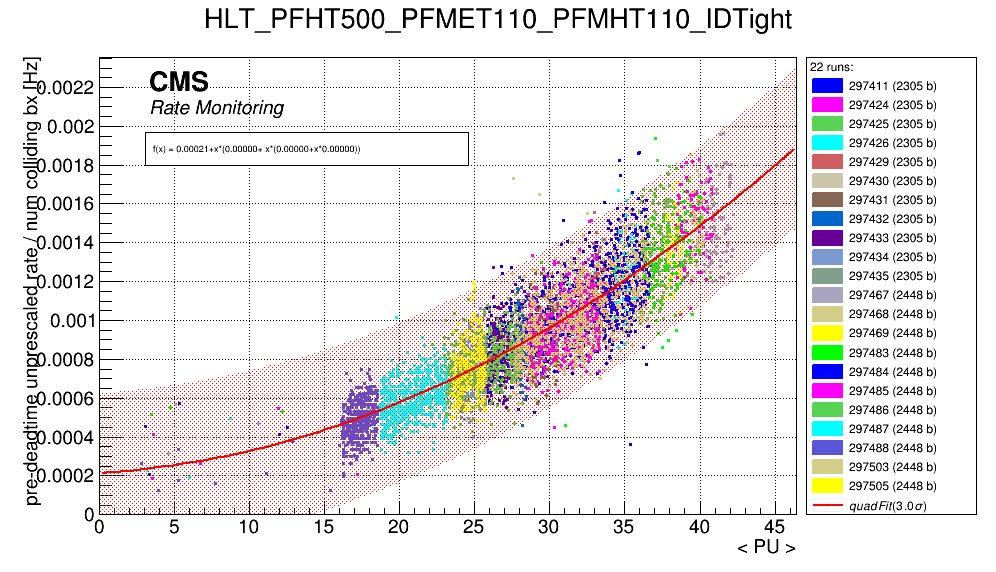 HLT_PFHT500_PFMET110_PFMHT110_IDTight
pre-deadtime unprescaled rate / num colliding bx [Hz]
CMS
Rate Monitoring
f(x) = 0.00021+x*(0.00000+ x*(0.00000+x*0.00000))
0.0022
0.002
0.0018
0.0016
0.0014
0.0012
0.001
0.0008
0.0006
0.0004
0.0002
0
0 5 10 15 20 25 30 35 40 45
< PU >
22 runs:
297411 (2305 b)
297424 (2305 b)
297425 (2305 b)
297426 (2305 b)
297429 (2305 b)
297430 (2305 b)
297431 (2305 b)
297432 (2305 b)
297433 (2305 b)
297434 (2305 b)
297435 (2305 b)
297467 (2448 b)
297468 (2448 b)
297469 (2448 b)
297483 (2448 b)
297484 (2448 b)
297485 (2448 b)
297486 (2448 b)
297487 (2448 b)
297488 (2448 b)
297503 (2448 b)
297505 (2448 b)
quadFit(3.0σ)